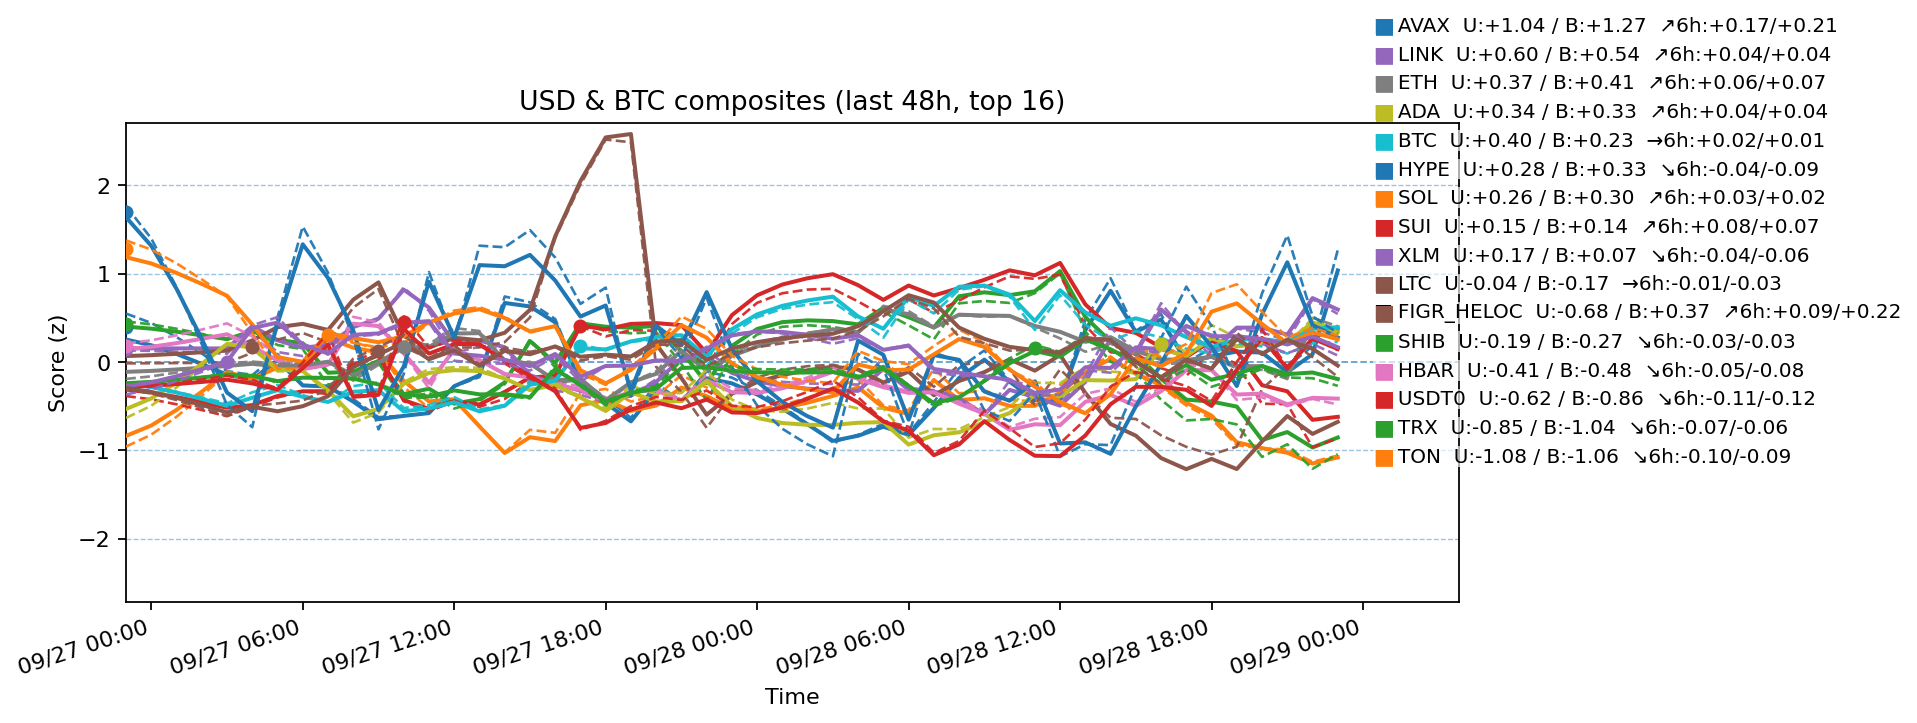 AVAX  U:+1.04 / B:+1.27  ↗6h:+0.17/+0.21
LINK  U:+0.60 / B:+0.54  ↗6h:+0.04/+0.04
ETH  U:+0.37 / B:+0.41  ↗6h:+0.06/+0.07
ADA  U:+0.34 / B:+0.33  ↗6h:+0.04/+0.04
BTC  U:+0.40 / B:+0.23  →6h:+0.02/+0.01
HYPE  U:+0.28 / B:+0.33  ↘6h:-0.04/-0.09
SOL  U:+0.26 / B:+0.30  ↗6h:+0.03/+0.02
SUI  U:+0.15 / B:+0.14  ↗6h:+0.08/+0.07
XLM  U:+0.17 / B:+0.07  ↘6h:-0.04/-0.06
LTC  U:-0.04 / B:-0.17  →6h:-0.01/-0.03
FIGR_HELOC  U:-0.68 / B:+0.37  ↗6h:+0.09/+0.22
SHIB  U:-0.19 / B:-0.27  ↘6h:-0.03/-0.03
HBAR  U:-0.41 / B:-0.48  ↘6h:-0.05/-0.08
USDT0  U:-0.62 / B:-0.86  ↘6h:-0.11/-0.12
TRX  U:-0.85 / B:-1.04  ↘6h:-0.07/-0.06
TON  U:-1.08 / B:-1.06  ↘6h:-0.10/-0.09
USD & BTC composites (last 48h, top 16)
Score (z)
2
1
0
−1
−2
09/27 00:00
09/27 06:00
09/27 12:00
09/27 18:00
09/28 00:00
09/28 06:00
09/28 12:00
09/28 18:00
09/29 00:00
Time